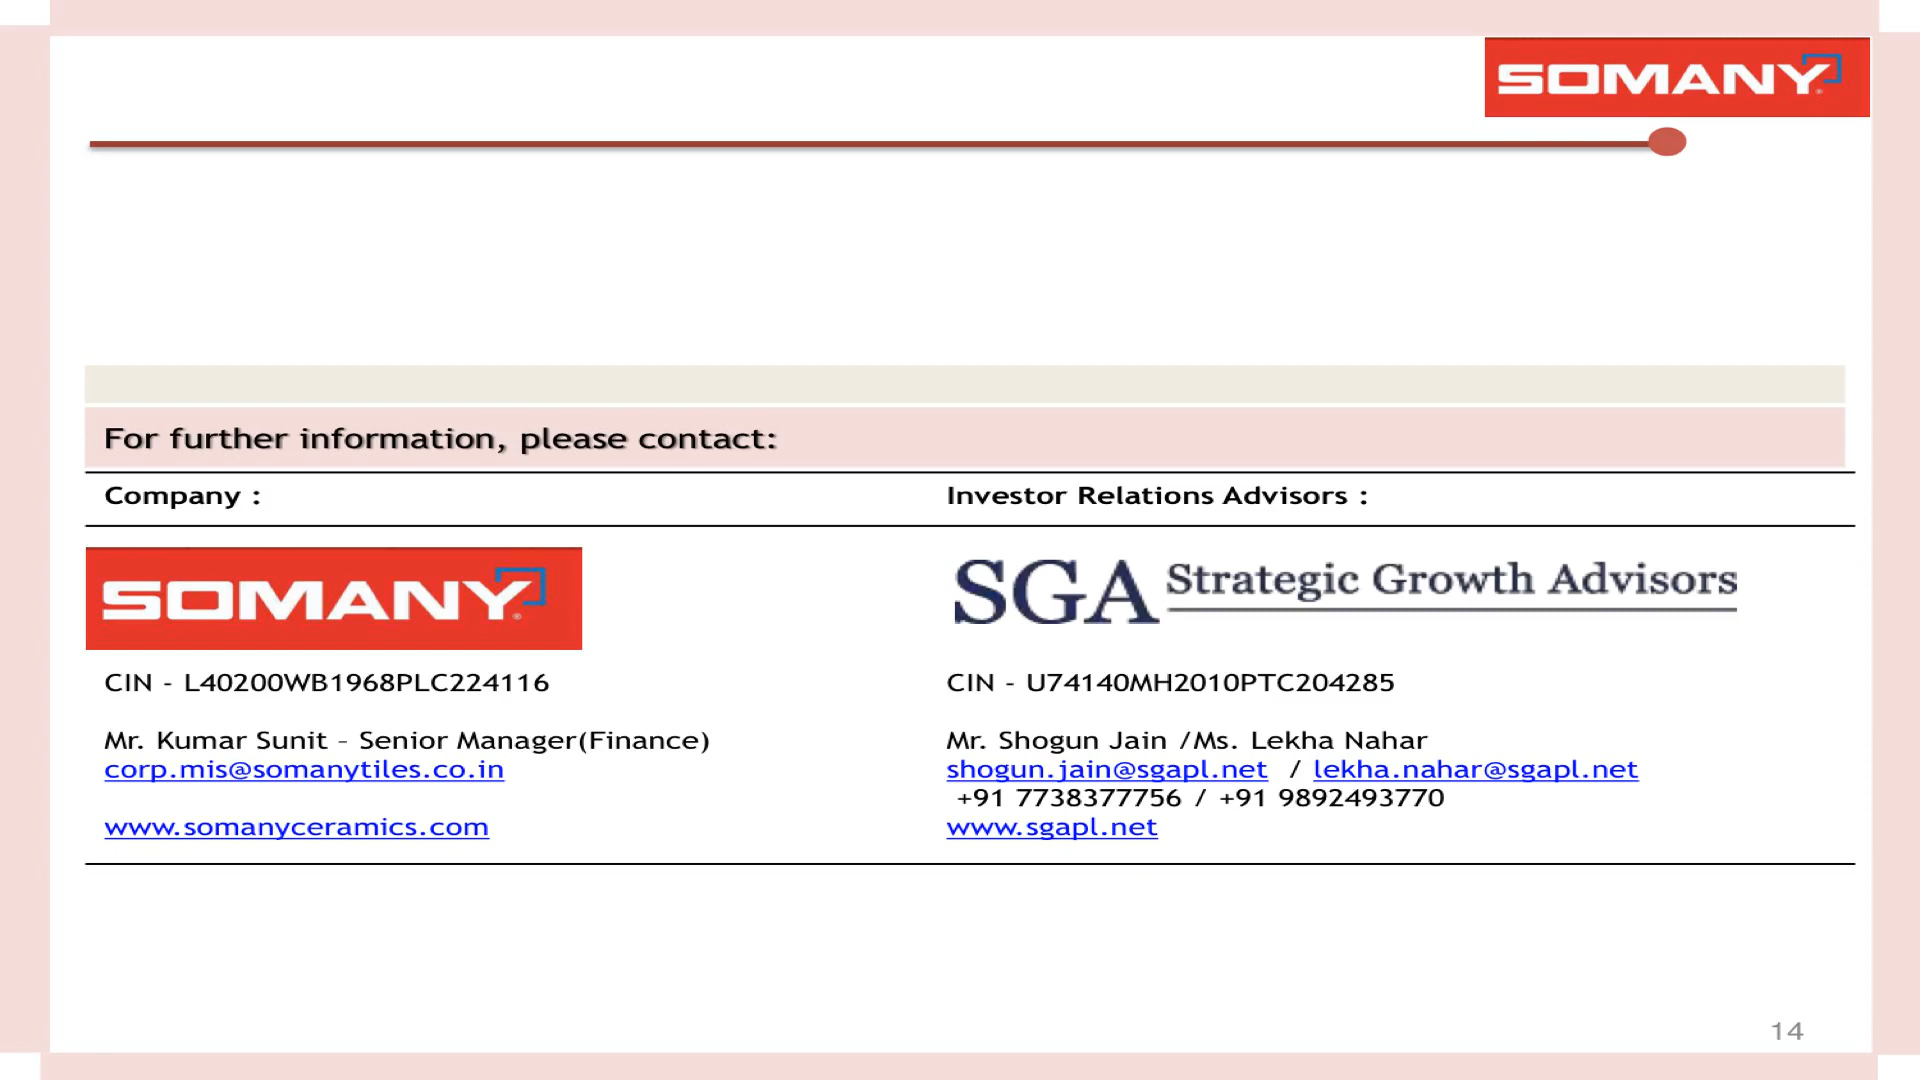 SOMANY
For further information, please contact:
Company :
Investor Relations Advisors :
SOMANY
SGA Strategic Growth Advisors
CIN - L40200WB1968PLC224116
CIN - U74140MH2010PTC204285
Mr. Kumar Sunit – Senior Manager(Finance)
Mr. Shogun Jain /Ms. Lekha Nahar
corp.mis@somanytiles.co.in
shogun.jain@sgapl.net / lekha.nahar@sgapl.net
+91 7738377756 / +91 9892493770
www.somanyceramics.com
www.sgapl.net
14